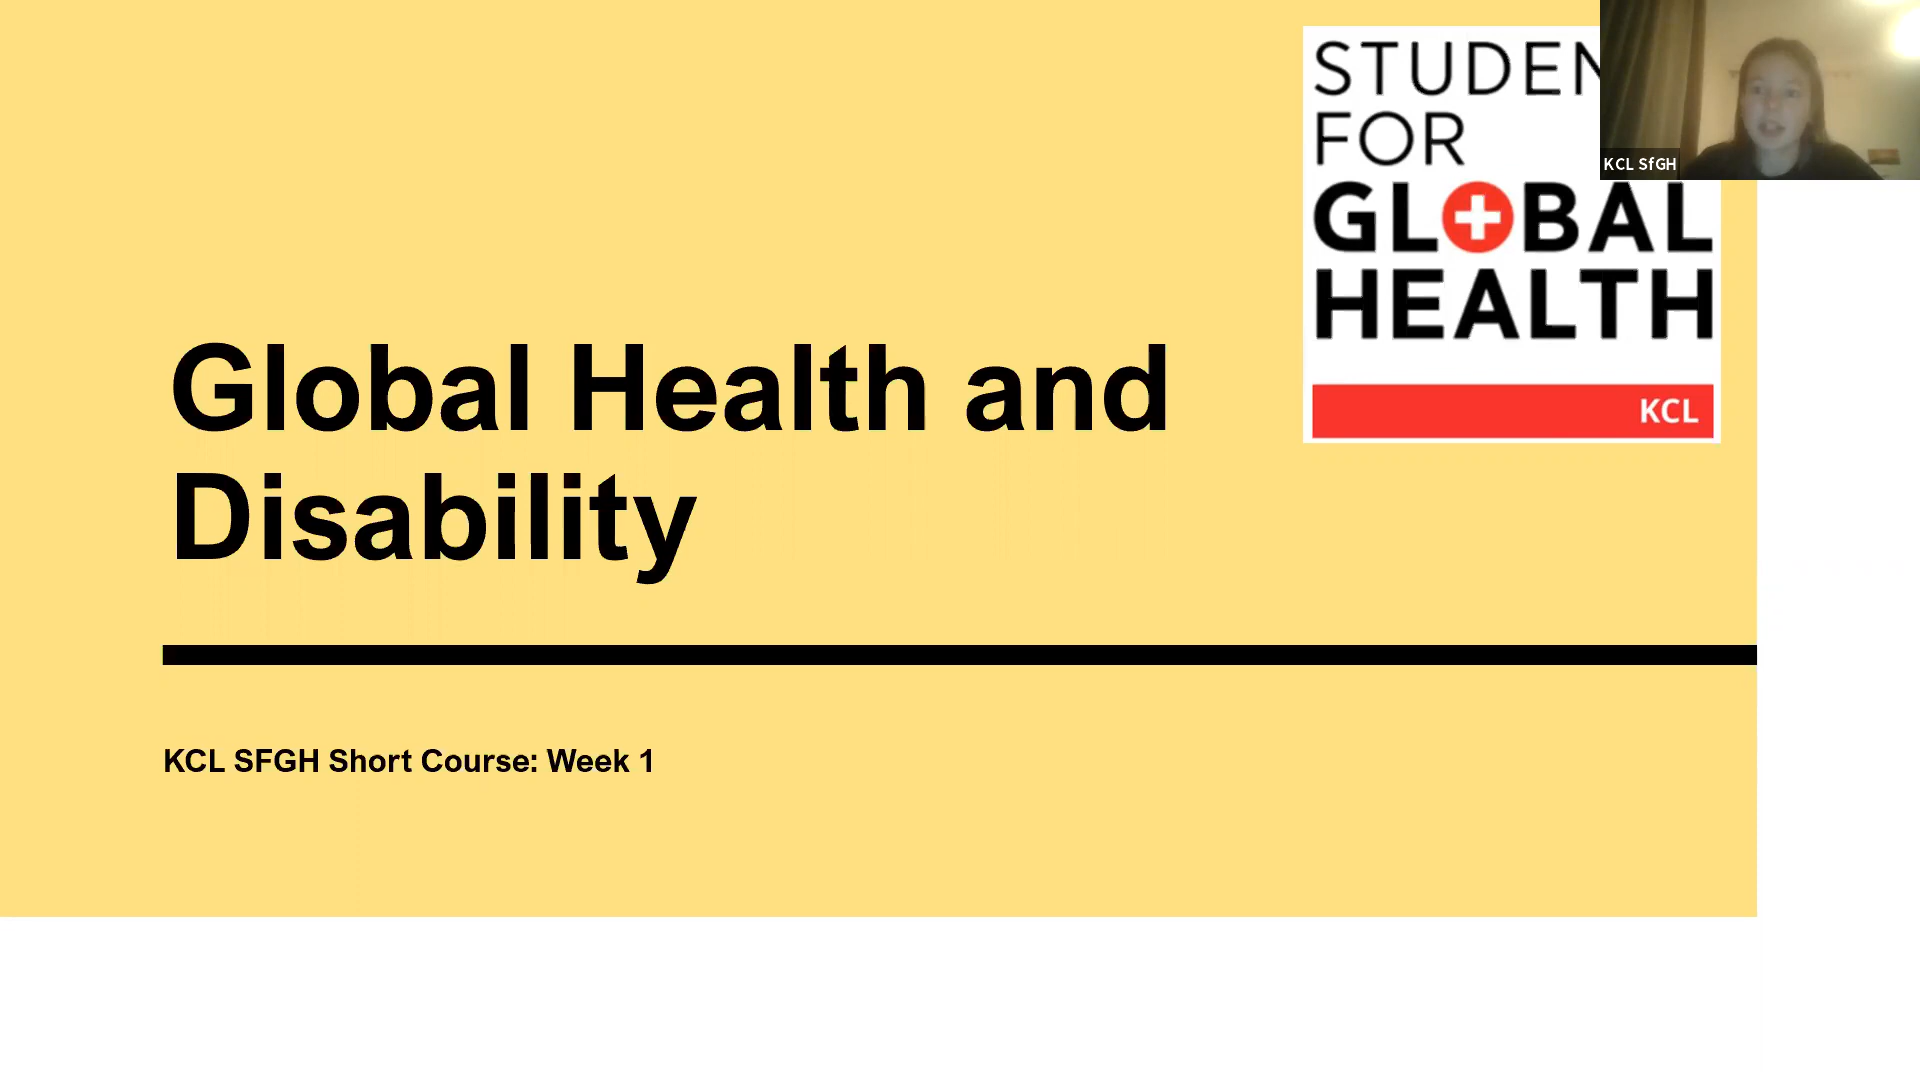 STUDEN
FOR
GLOBAL
HEALTH
KCL
KCL SfGH
Global Health and
Disability
KCL SFGH Short Course: Week 1